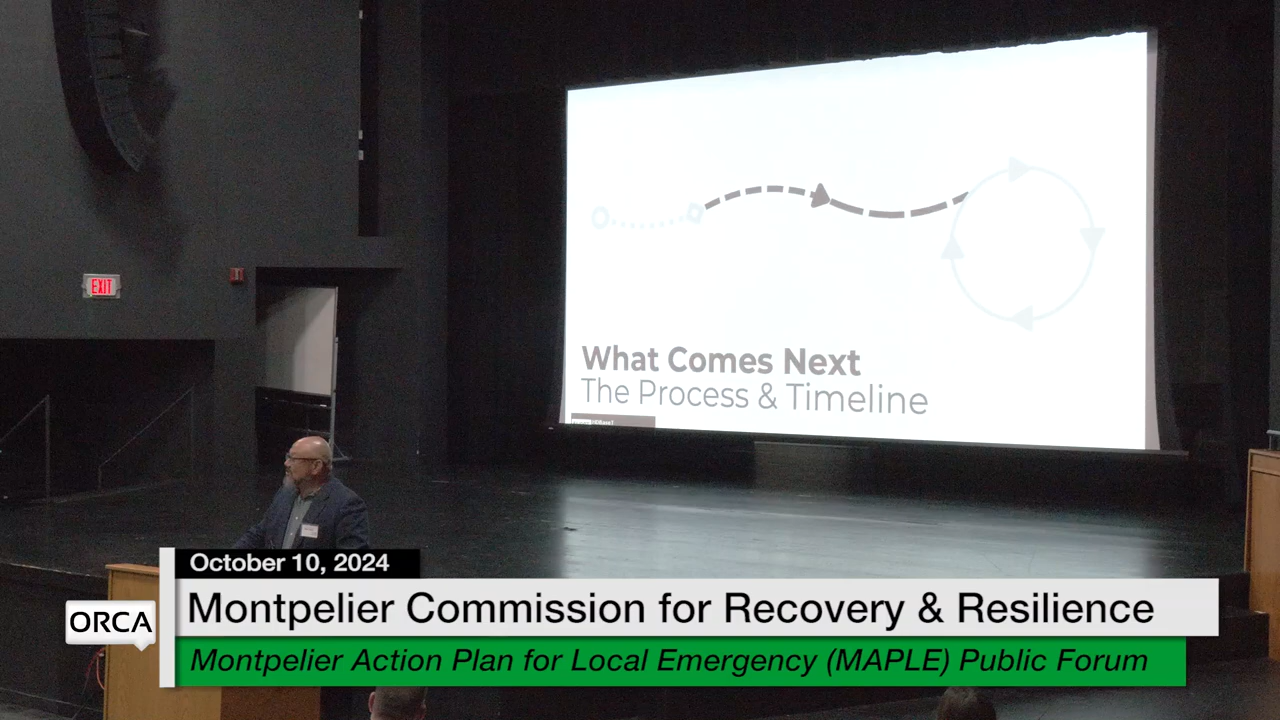 EXIT
What Comes Next
The Process & Timeline
October 10, 2024
Montpelier Commission for Recovery & Resilience
ORCA
Montpelier Action Plan for Local Emergency (MAPLE) Public Forum